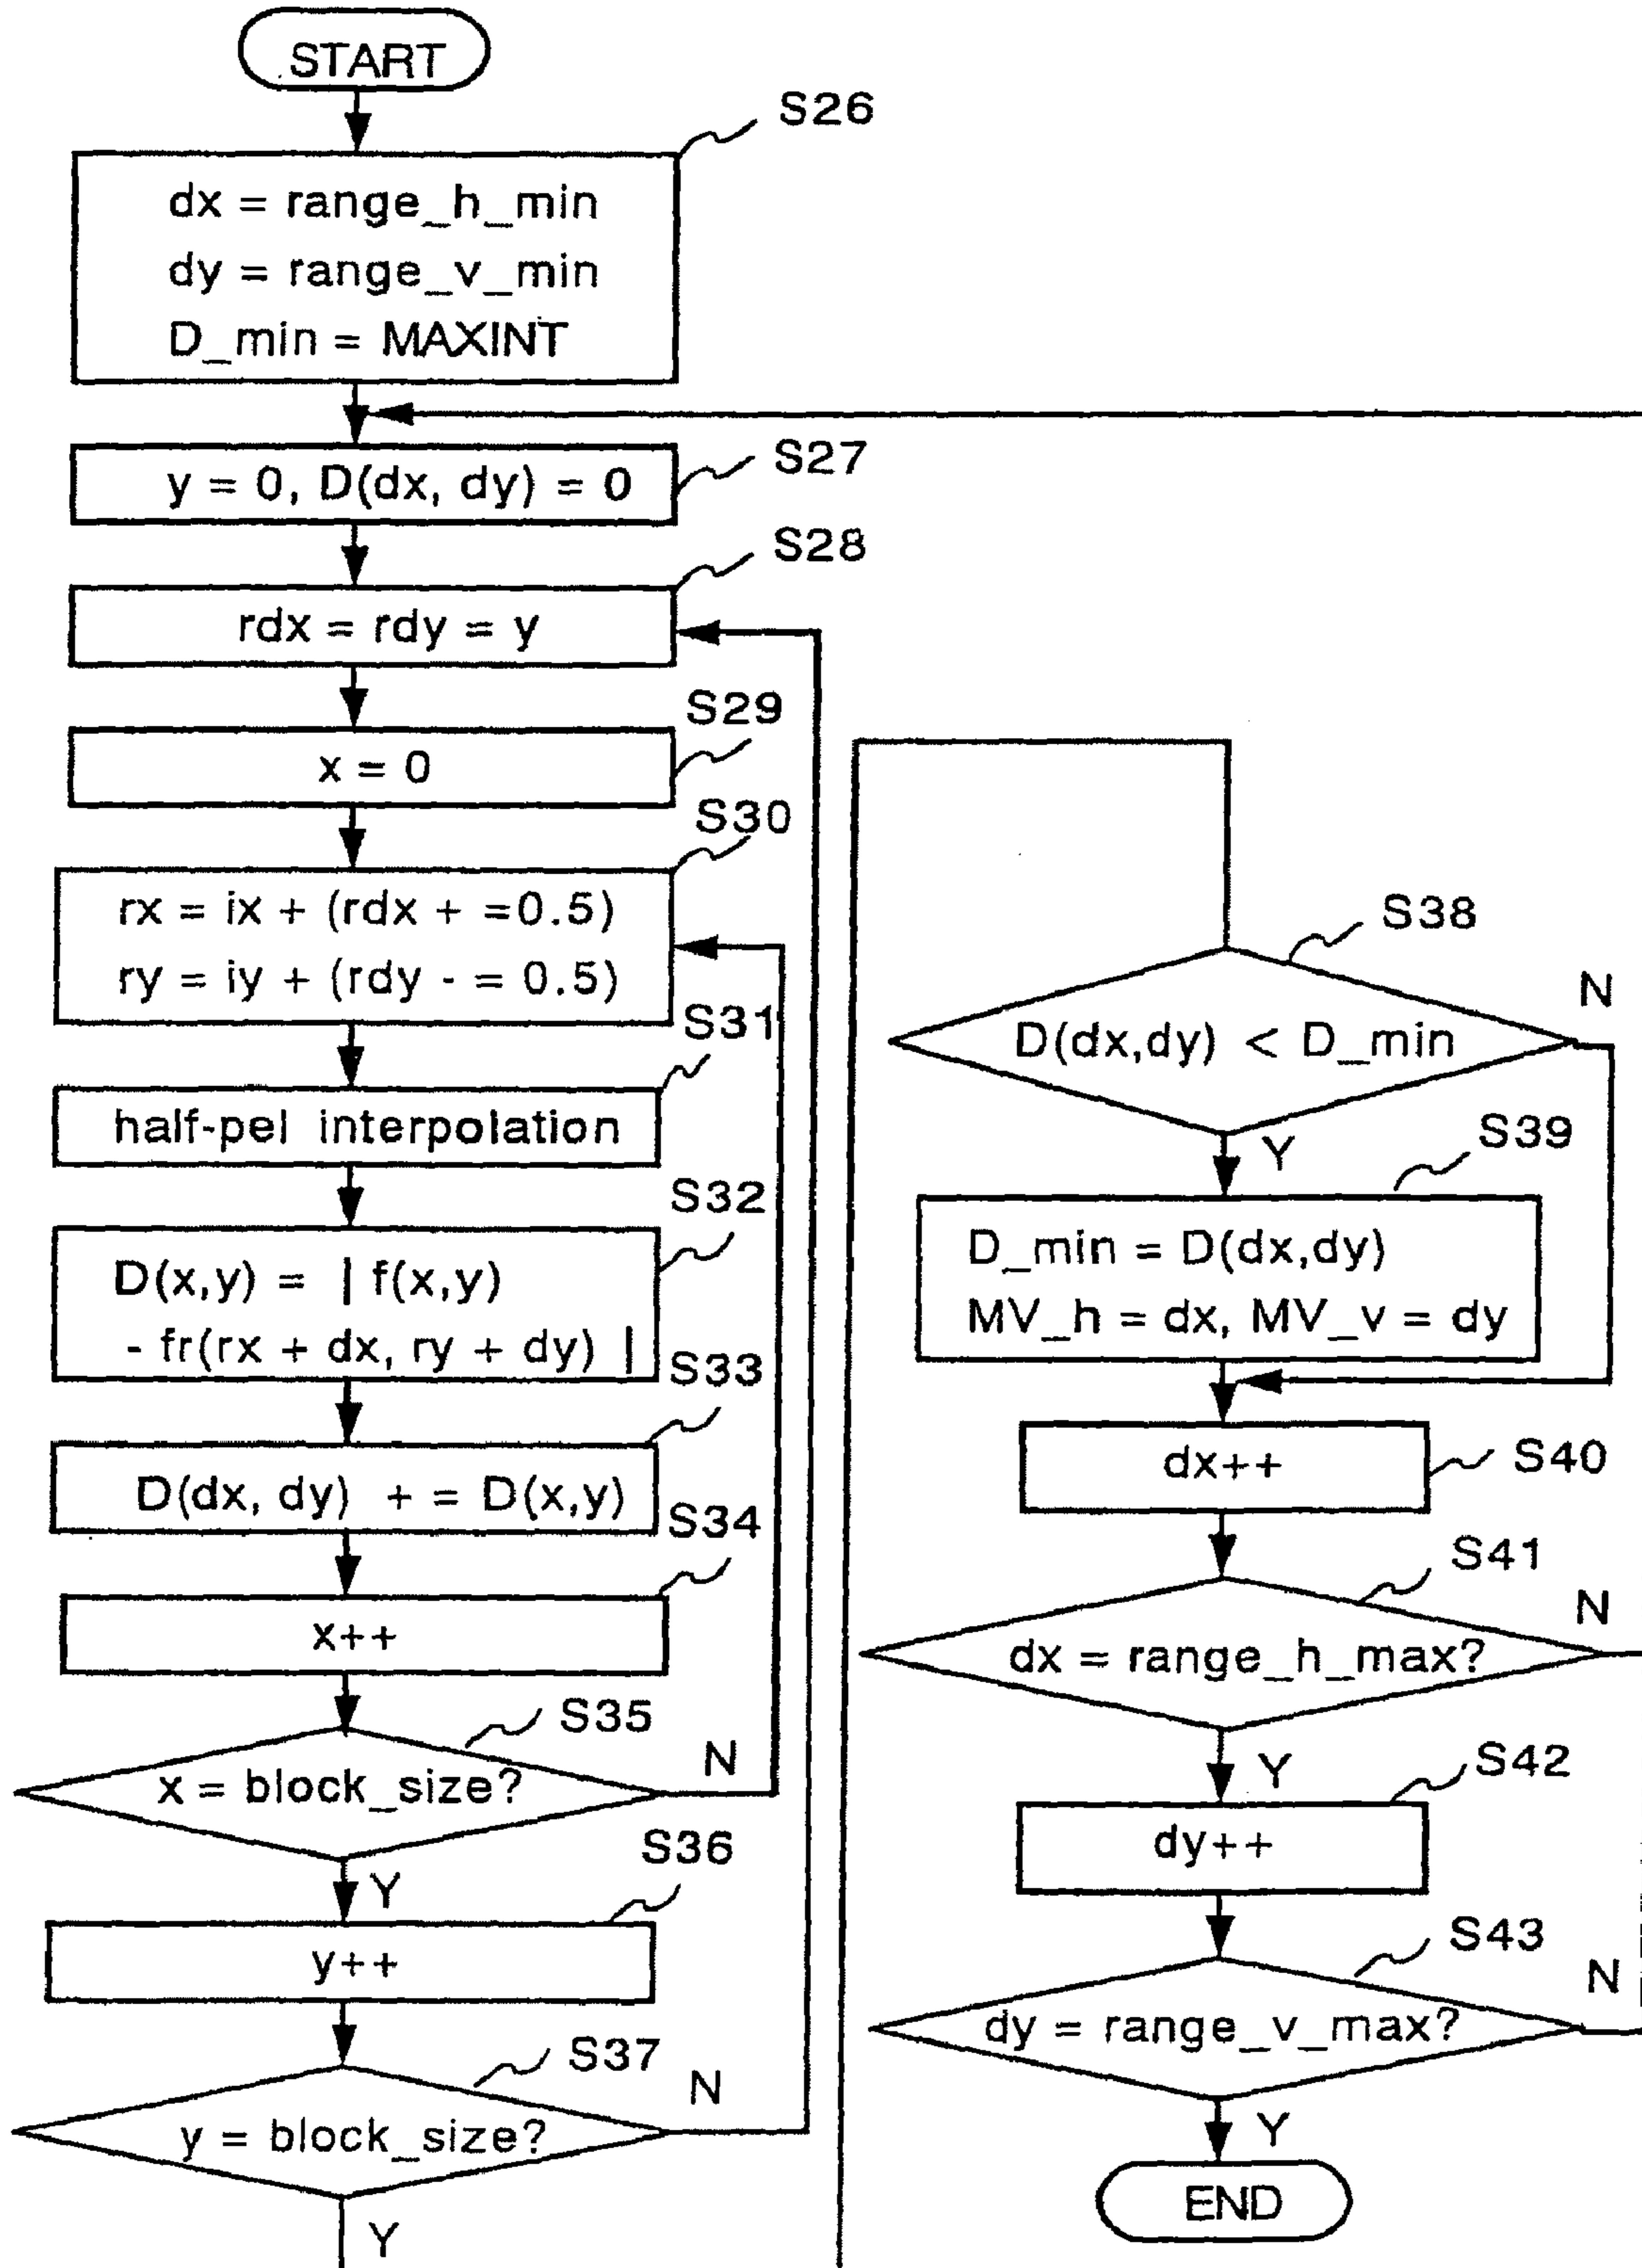 START
S26
dx = range_h_min
dy = range_v_min
D_min = MAXINT
S27
y = 0, D(dx, dy) = 0
S28
rdx = rdy = y
S29
x = 0
S30
rx = ix + (rdx + =0.5)
ry = iy + (rdy - = 0.5)
S31
half-pel interpolation
S32
D(x,y) = | f(x,y)
- fr(rx + dx, ry + dy) |
S33
D(dx, dy) + = D(x,y)
S34
x++
S35
x = block_size?
N
Y
S36
y++
S37
y = block_size?
N
Y
S38
D(dx,dy) < D_min
N
Y
S39
D_min = D(dx,dy)
MV_h = dx, MV_v = dy
S40
dx++
S41
dx = range_h_max?
N
Y
S42
dy++
S43
dy = range_v_max?
N
Y
END